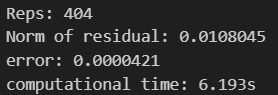 Reps: 404
Norm of residual: 0.0108045
error: 0.0000421
computational time: 6.193s